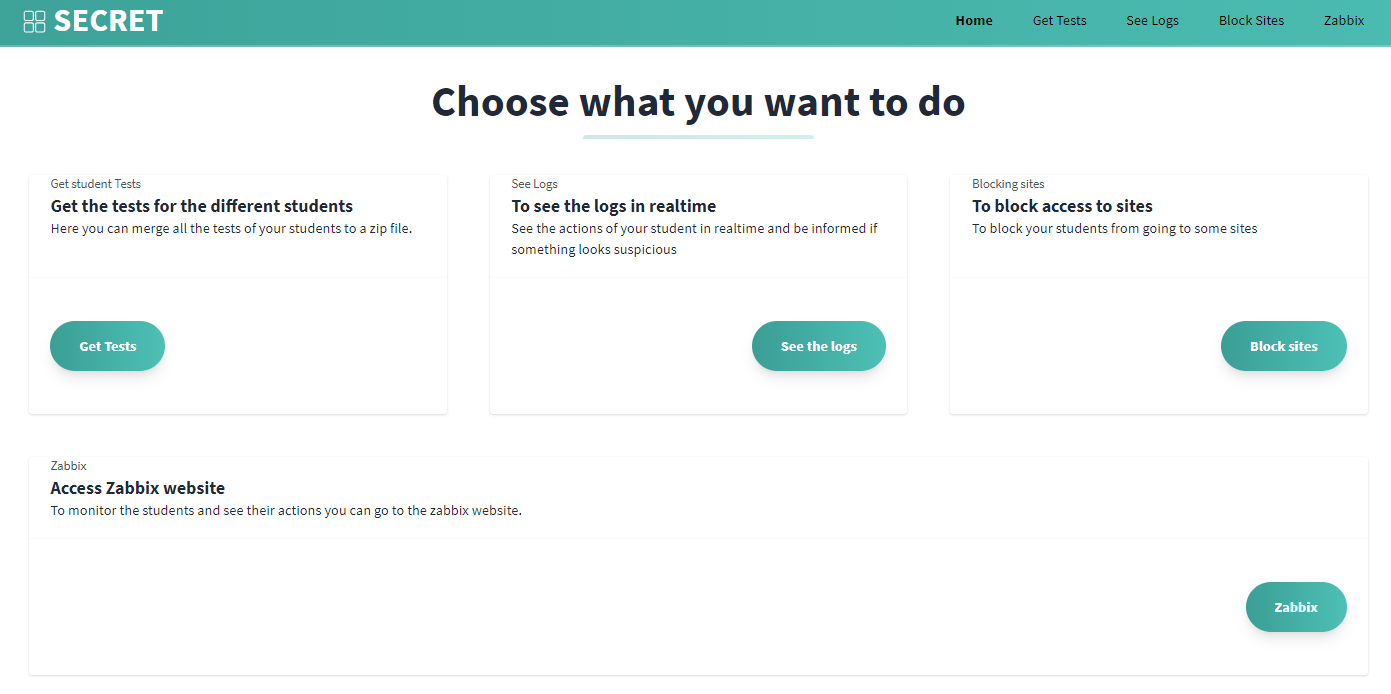 SECRET
Home Get Tests See Logs Block Sites Zabbix
Choose what you want to do
Get student Tests
Get the tests for the different students
Here you can merge all the tests of your students to a zip file.
Get Tests
See Logs
To see the logs in realtime
See the actions of your student in realtime and be informed if
something looks suspicious
See the logs
Blocking sites
To block access to sites
To block your students from going to some sites
Block sites
Zabbix
Access Zabbix website
To monitor the students and see their actions you can go to the zabbix website.
Zabbix